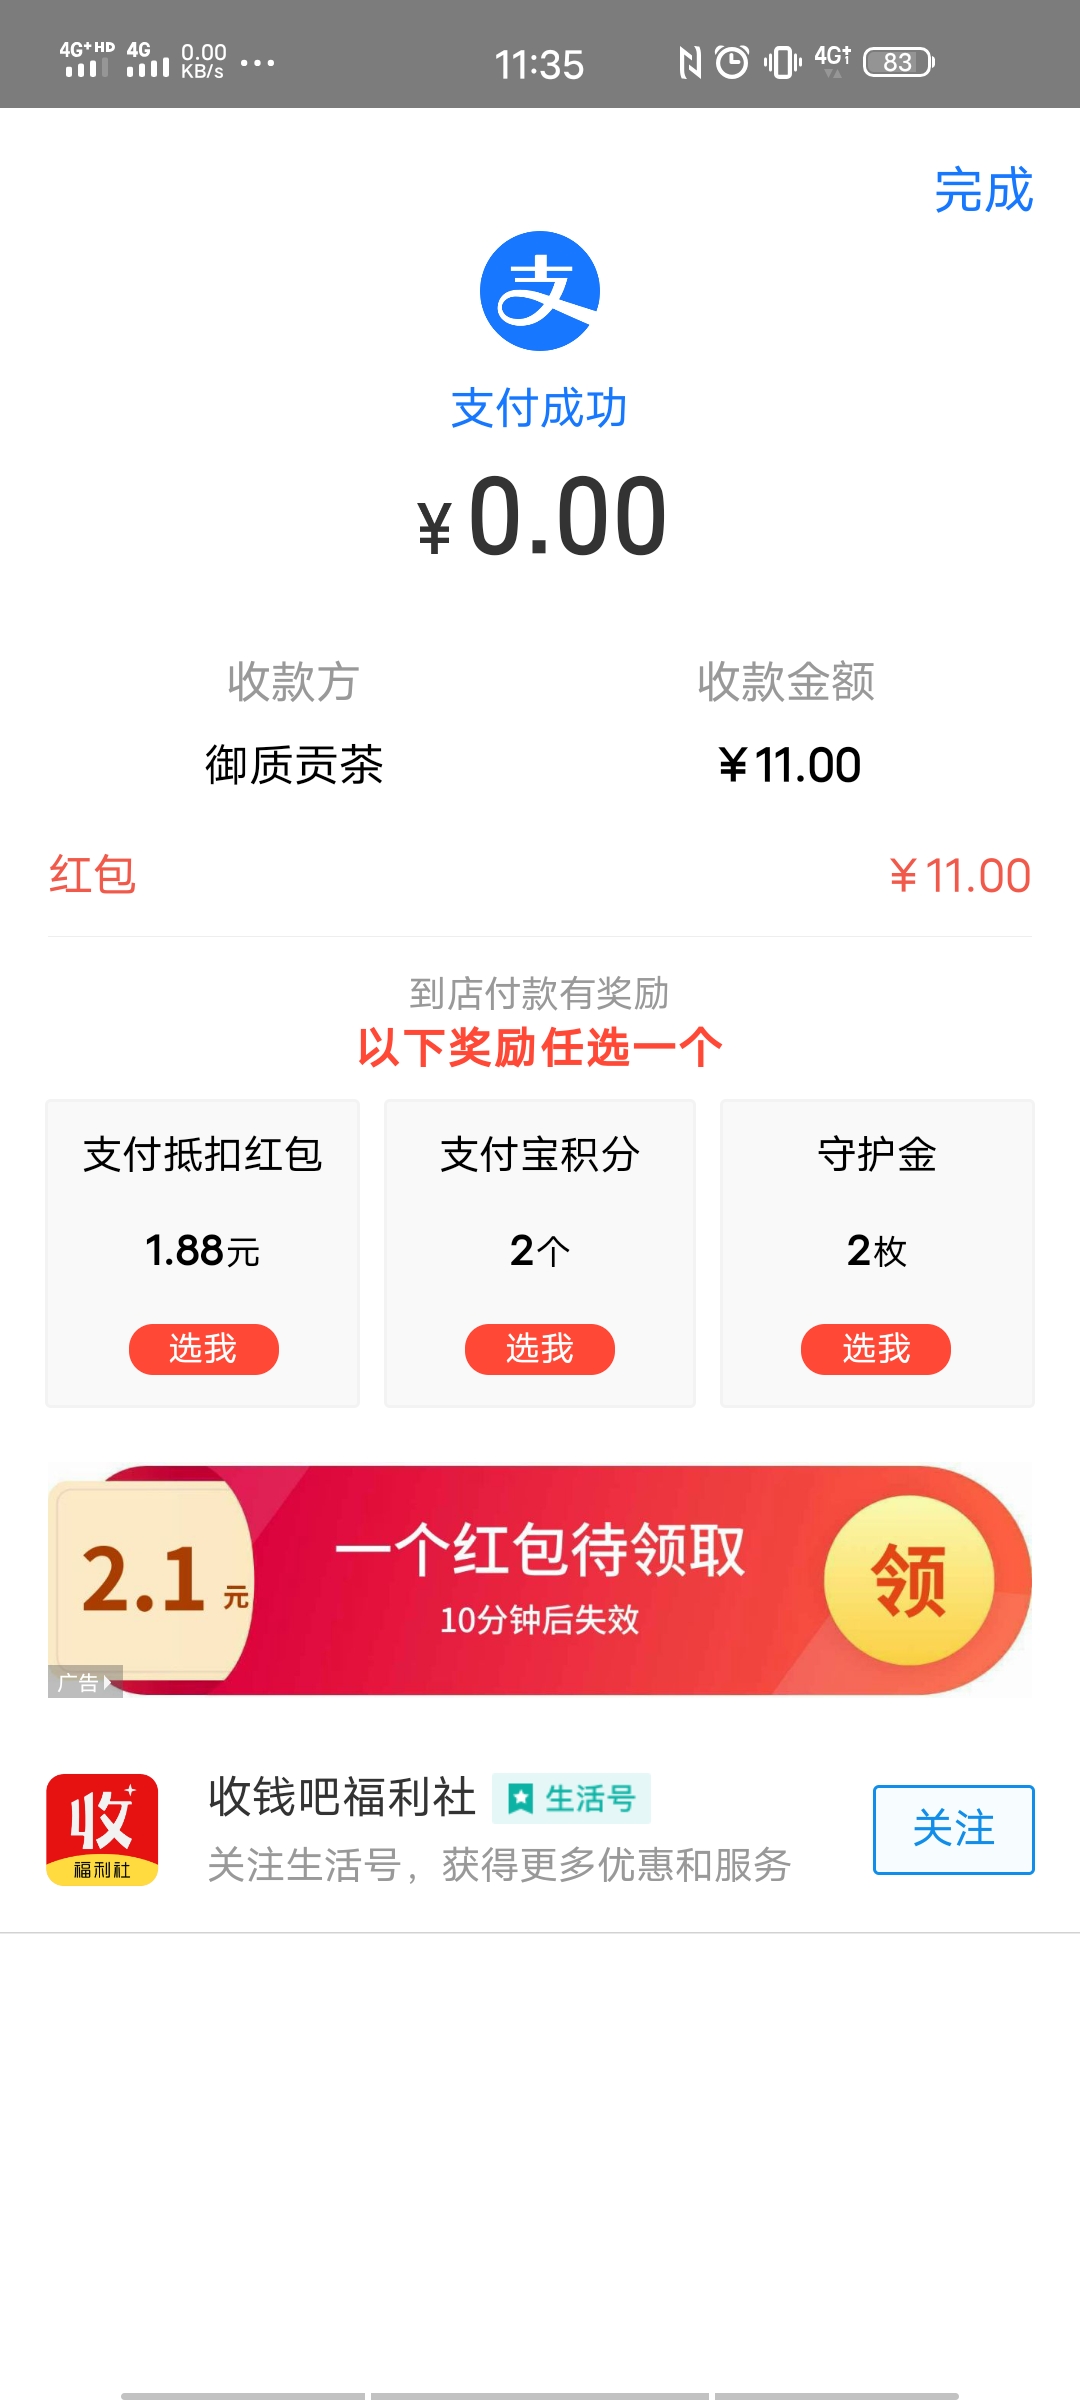 4G+ HD 4G 0.00 KB/s ... 11:35 4G+ 83
完成
支
支付成功
¥0.00
收款方 收款金额
御质贡茶 ¥11.00
红包 ¥11.00
到店付款有奖励
以下奖励任选一个
支付抵扣红包 支付宝积分 守护金
1.88元 2个 2枚
选我 选我 选我
2.1元 一个红包待领取 领
10分钟后失效
广告
收 福利社
收钱吧福利社 生活号
关注生活号，获得更多优惠和服务
关注